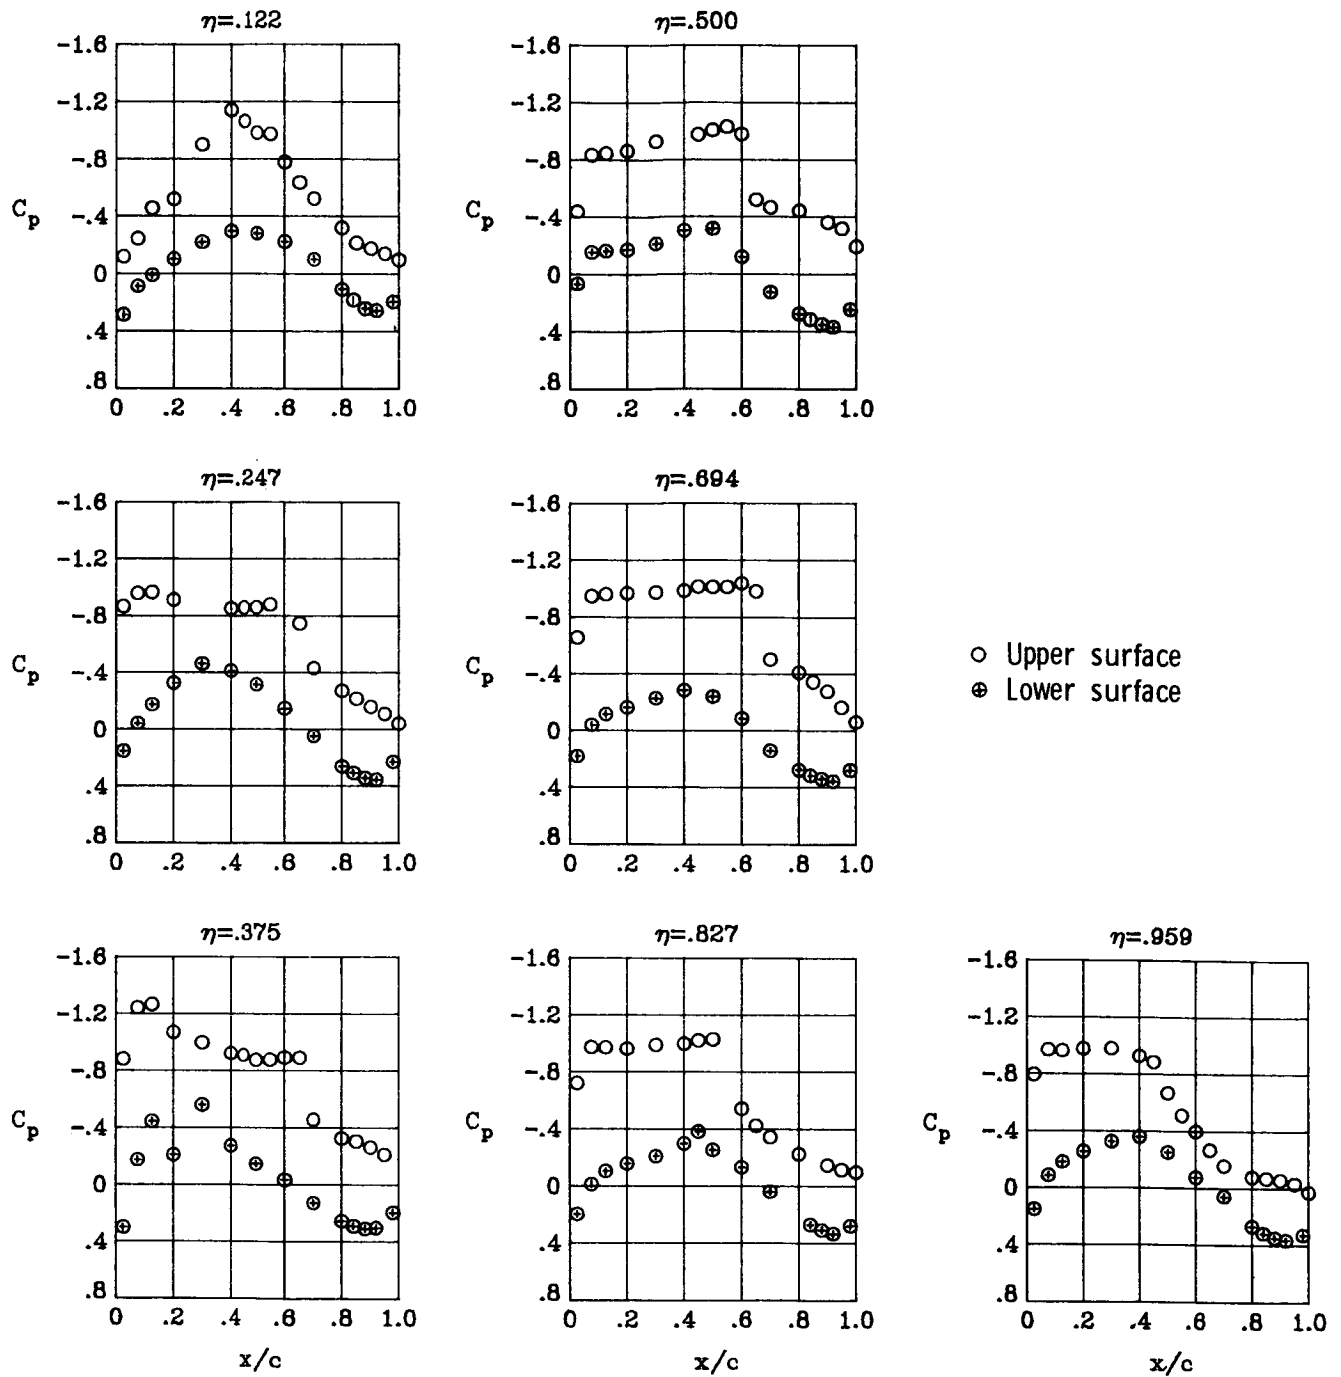 η=.122
-1.6
-1.2
-.8
-.4
0
.4
.8
C_p
0 .2 .4 .6 .8 1.0
η=.500
-1.6
-1.2
-.8
-.4
0
.4
.8
C_p
0 .2 .4 .6 .8 1.0
η=.247
-1.6
-1.2
-.8
-.4
0
.4
.8
C_p
0 .2 .4 .6 .8 1.0
η=.694
-1.6
-1.2
-.8
-.4
0
.4
.8
C_p
0 .2 .4 .6 .8 1.0
Upper surface
Lower surface
η=.375
-1.6
-1.2
-.8
-.4
0
.4
.8
C_p
0 .2 .4 .6 .8 1.0
x/c
η=.827
-1.6
-1.2
-.8
-.4
0
.4
.8
C_p
0 .2 .4 .6 .8 1.0
x/c
η=.959
-1.6
-1.2
-.8
-.4
0
.4
.8
C_p
0 .2 .4 .6 .8 1.0
x/c